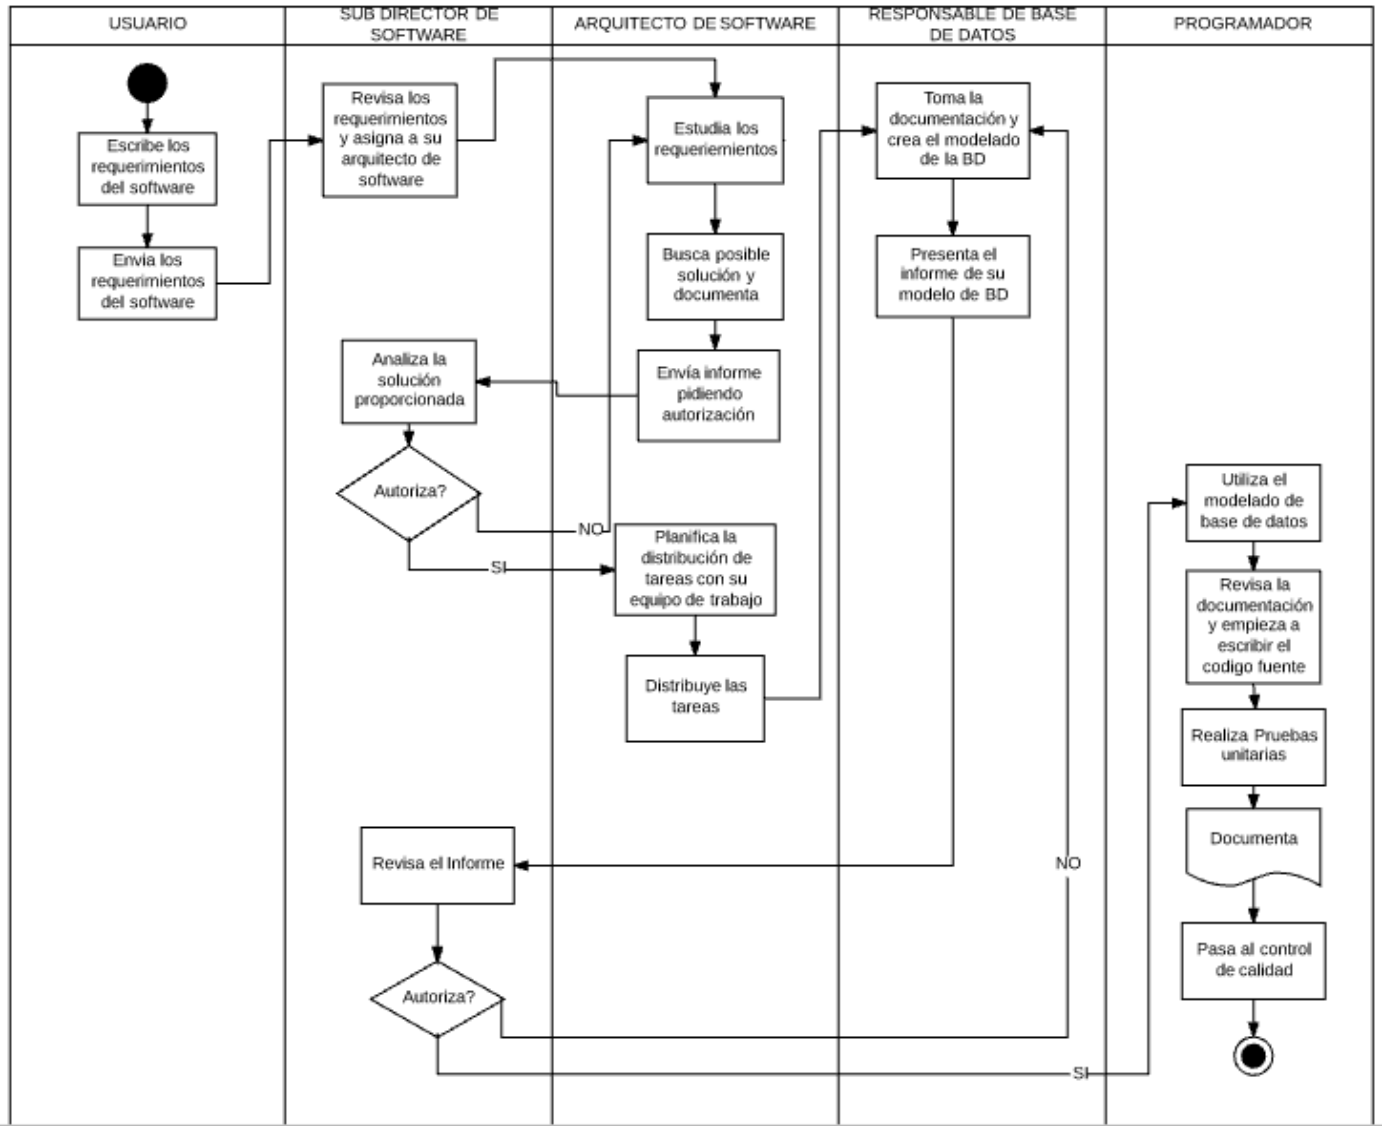 USUARIO
SUB DIRECTOR DE
SOFTWARE
ARQUITECTO DE SOFTWARE
RESPONSABLE DE BASE
DE DATOS
PROGRAMADOR
Escribe los
requerimientos
del software
Envia los
requerimientos
del software
Revisa los
requerimientos
y asigna a su
arquitecto de
software
Estudia los
requeriemientos
Busca posible
solución y
documenta
Envía informe
pidiendo
autorización
Analiza la
solución
proporcionada
Autoriza?
NO
SI
Planifica la
distribución de
tareas con su
equipo de trabajo
Distribuye las
tareas
Toma la
documentación y
crea el modelado
de la BD
Presenta el
informe de su
modelo de BD
Revisa el Informe
Autoriza?
NO
SI
Utiliza el
modelado de
base de datos
Revisa la
documentación
y empieza a
escribir el
codigo fuente
Realiza Pruebas
unitarias
Documenta
Pasa al control
de calidad